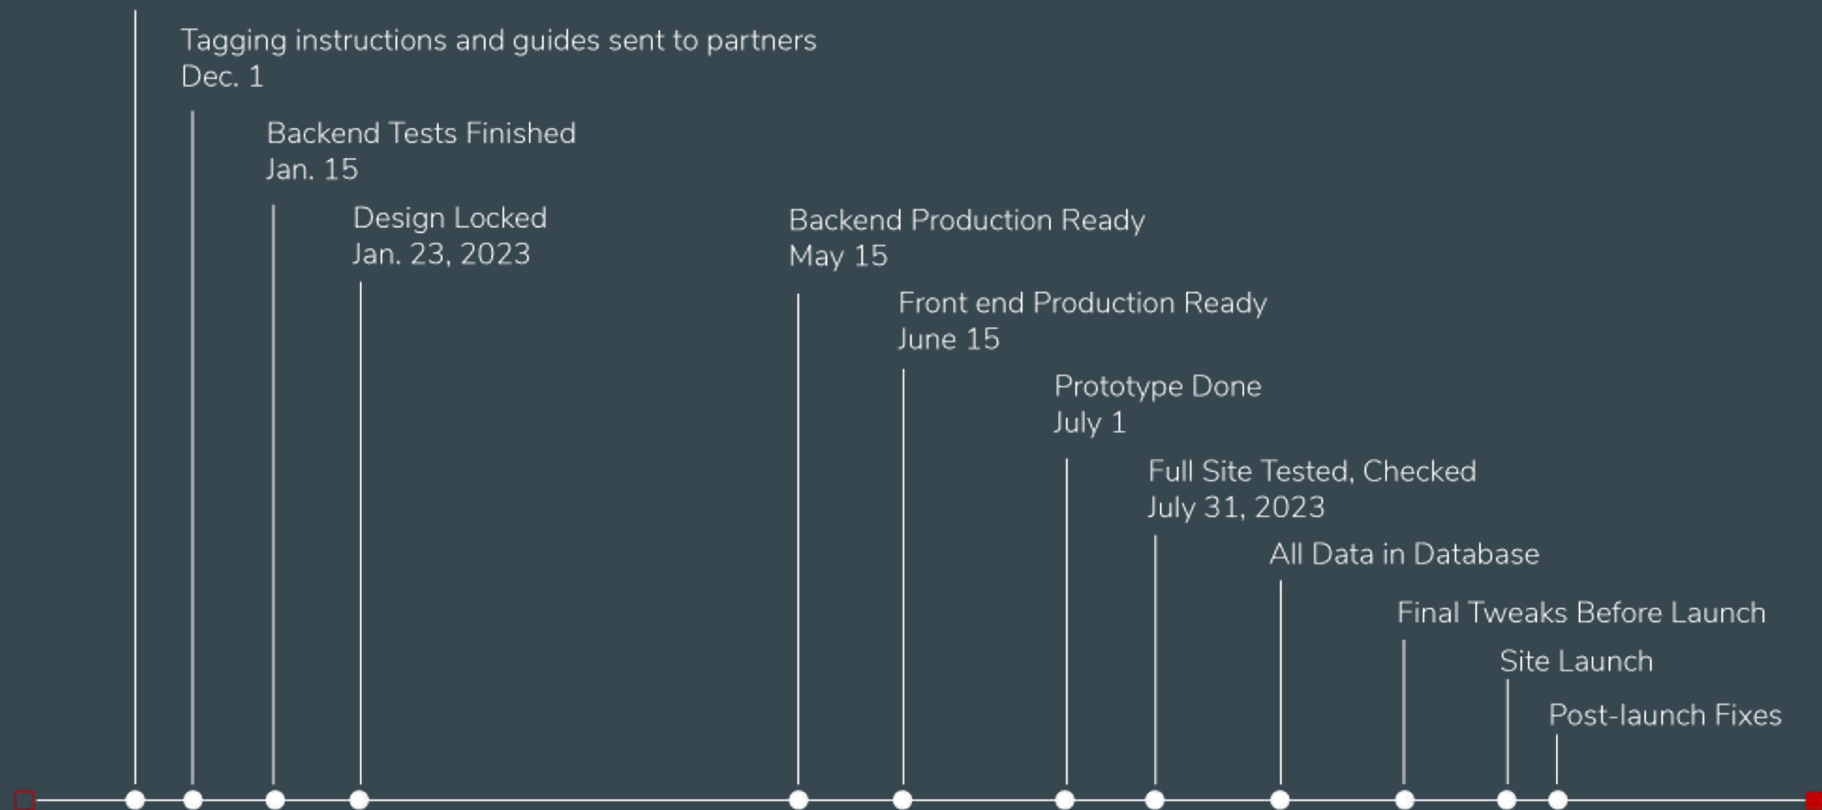 Tagging instructions and guides sent to partners
Dec. 1
Backend Tests Finished
Jan. 15
Design Locked
Jan. 23, 2023
Backend Production Ready
May 15
Front end Production Ready
June 15
Prototype Done
July 1
Full Site Tested, Checked
July 31, 2023
All Data in Database
Final Tweaks Before Launch
Site Launch
Post-launch Fixes